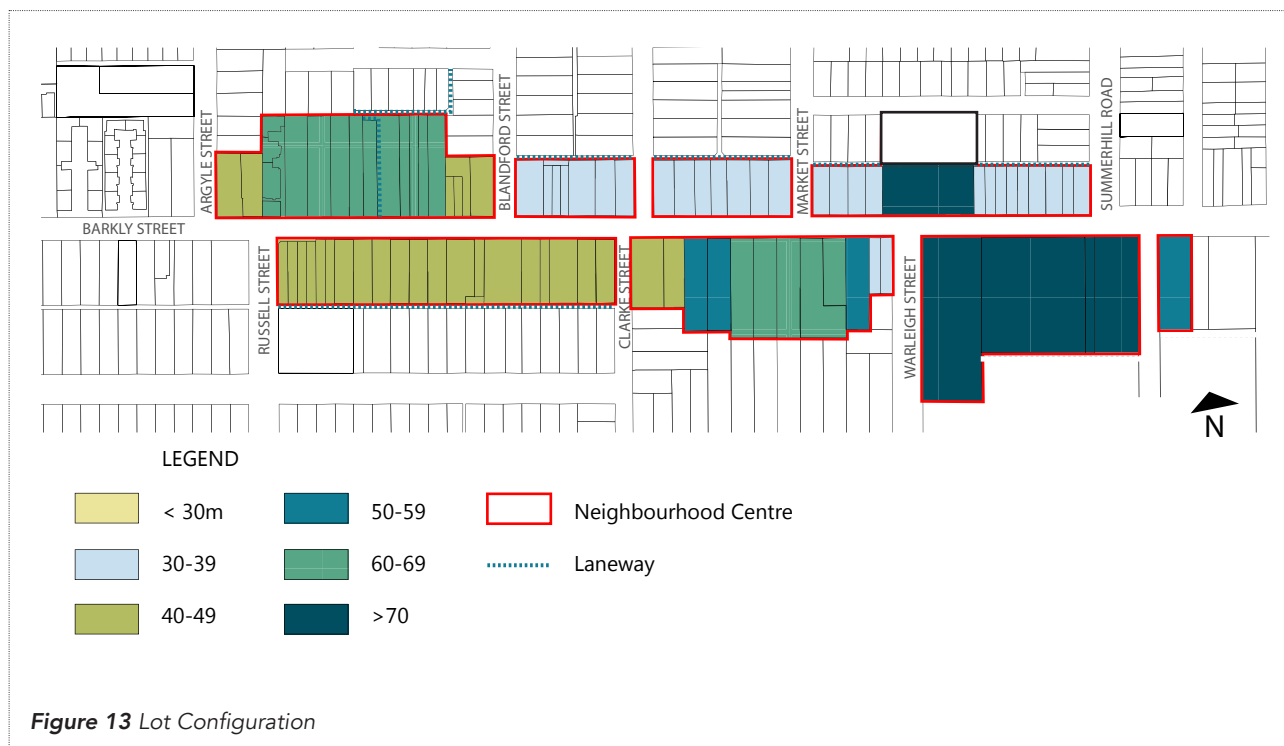 ARGYLE STREET
BLANDFORD STREET
MARKET STREET
SUMMERHILL ROAD
BARKLY STREET
RUSSELL STREET
CLARKE STREET
WARLEIGH STREET
N
LEGEND
< 30m
50-59
Neighbourhood Centre
30-39
60-69
Laneway
40-49
>70
Figure 13 Lot Configuration